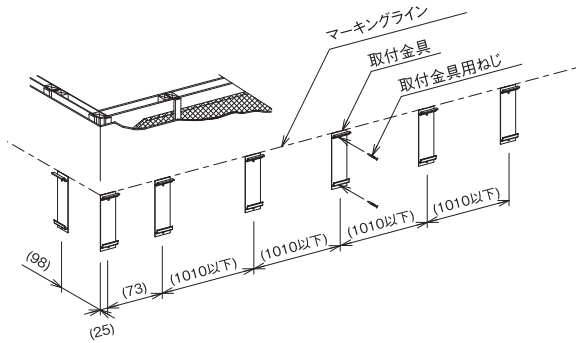 マーキングライン
取付金具
取付金具用ねじ
(98)
(25)
(73)
(1010以下)
(1010以下)
(1010以下)
(1010以下)